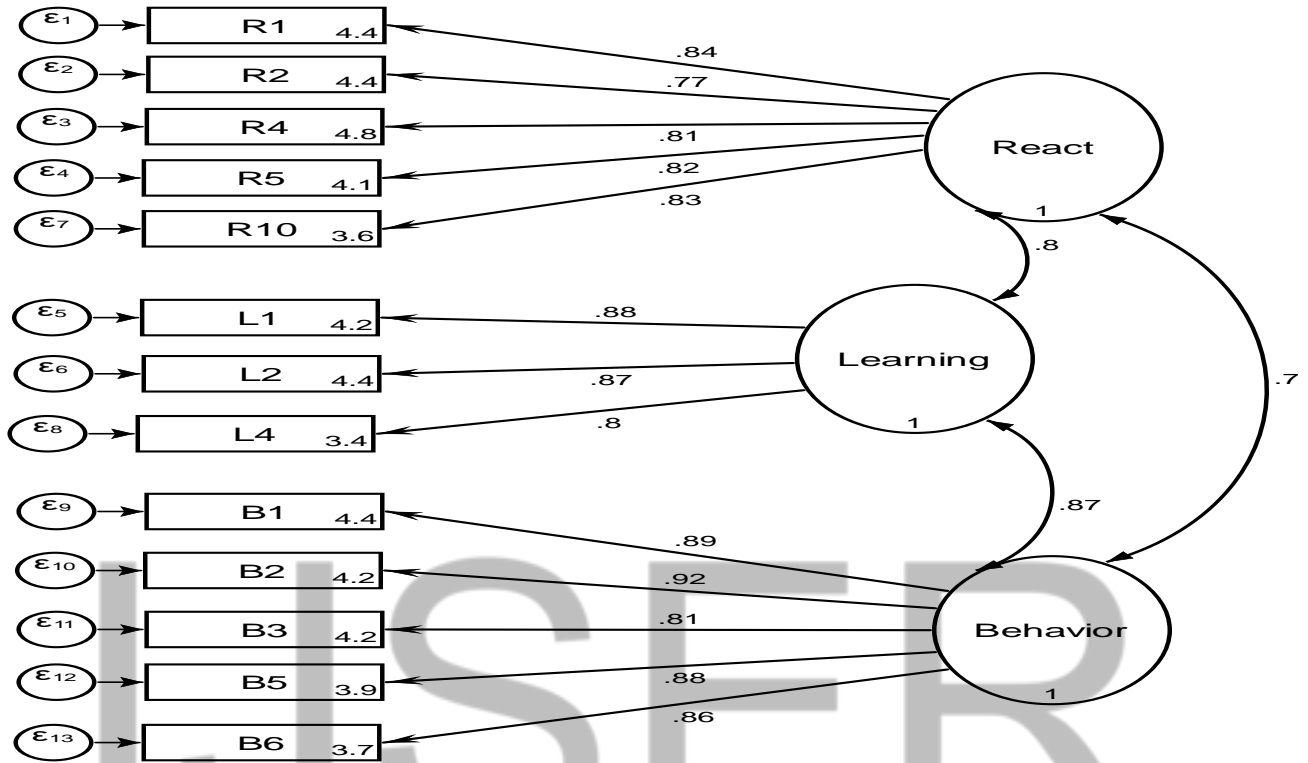 ε1 R1 4.4
.84
ε2 R2 4.4
.77
ε3 R4 4.8
.81
React
1
ε4 R5 4.1
.82
ε7 R10 3.6
.83
.8
ε5 L1 4.2
.88
ε6 L2 4.4
.87
Learning
1
.7
ε8 L4 3.4
.8
ε9 B1 4.4
.89
.87
ε10 B2 4.2
.92
ε11 B3 4.2
.81
Behavior
1
ε12 B5 3.9
.88
ε13 B6 3.7
.86
IJSER